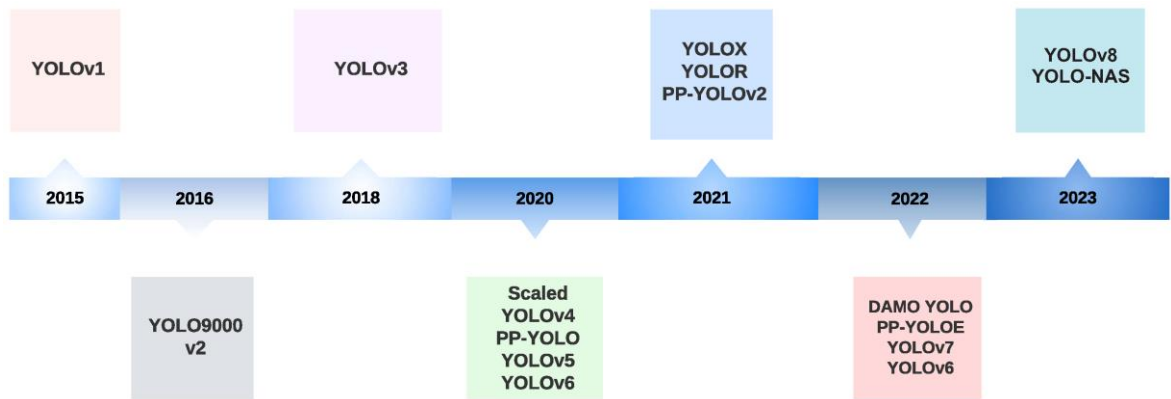 YOLOv1
YOLOv3
YOLOX
YOLOR
PP-YOLOv2
YOLOv8
YOLO-NAS
2015
2016
2018
2020
2021
2022
2023
YOLO9000
v2
Scaled
YOLOv4
PP-YOLO
YOLOv5
YOLOv6
DAMO YOLO
PP-YOLOE
YOLOv7
YOLOv6